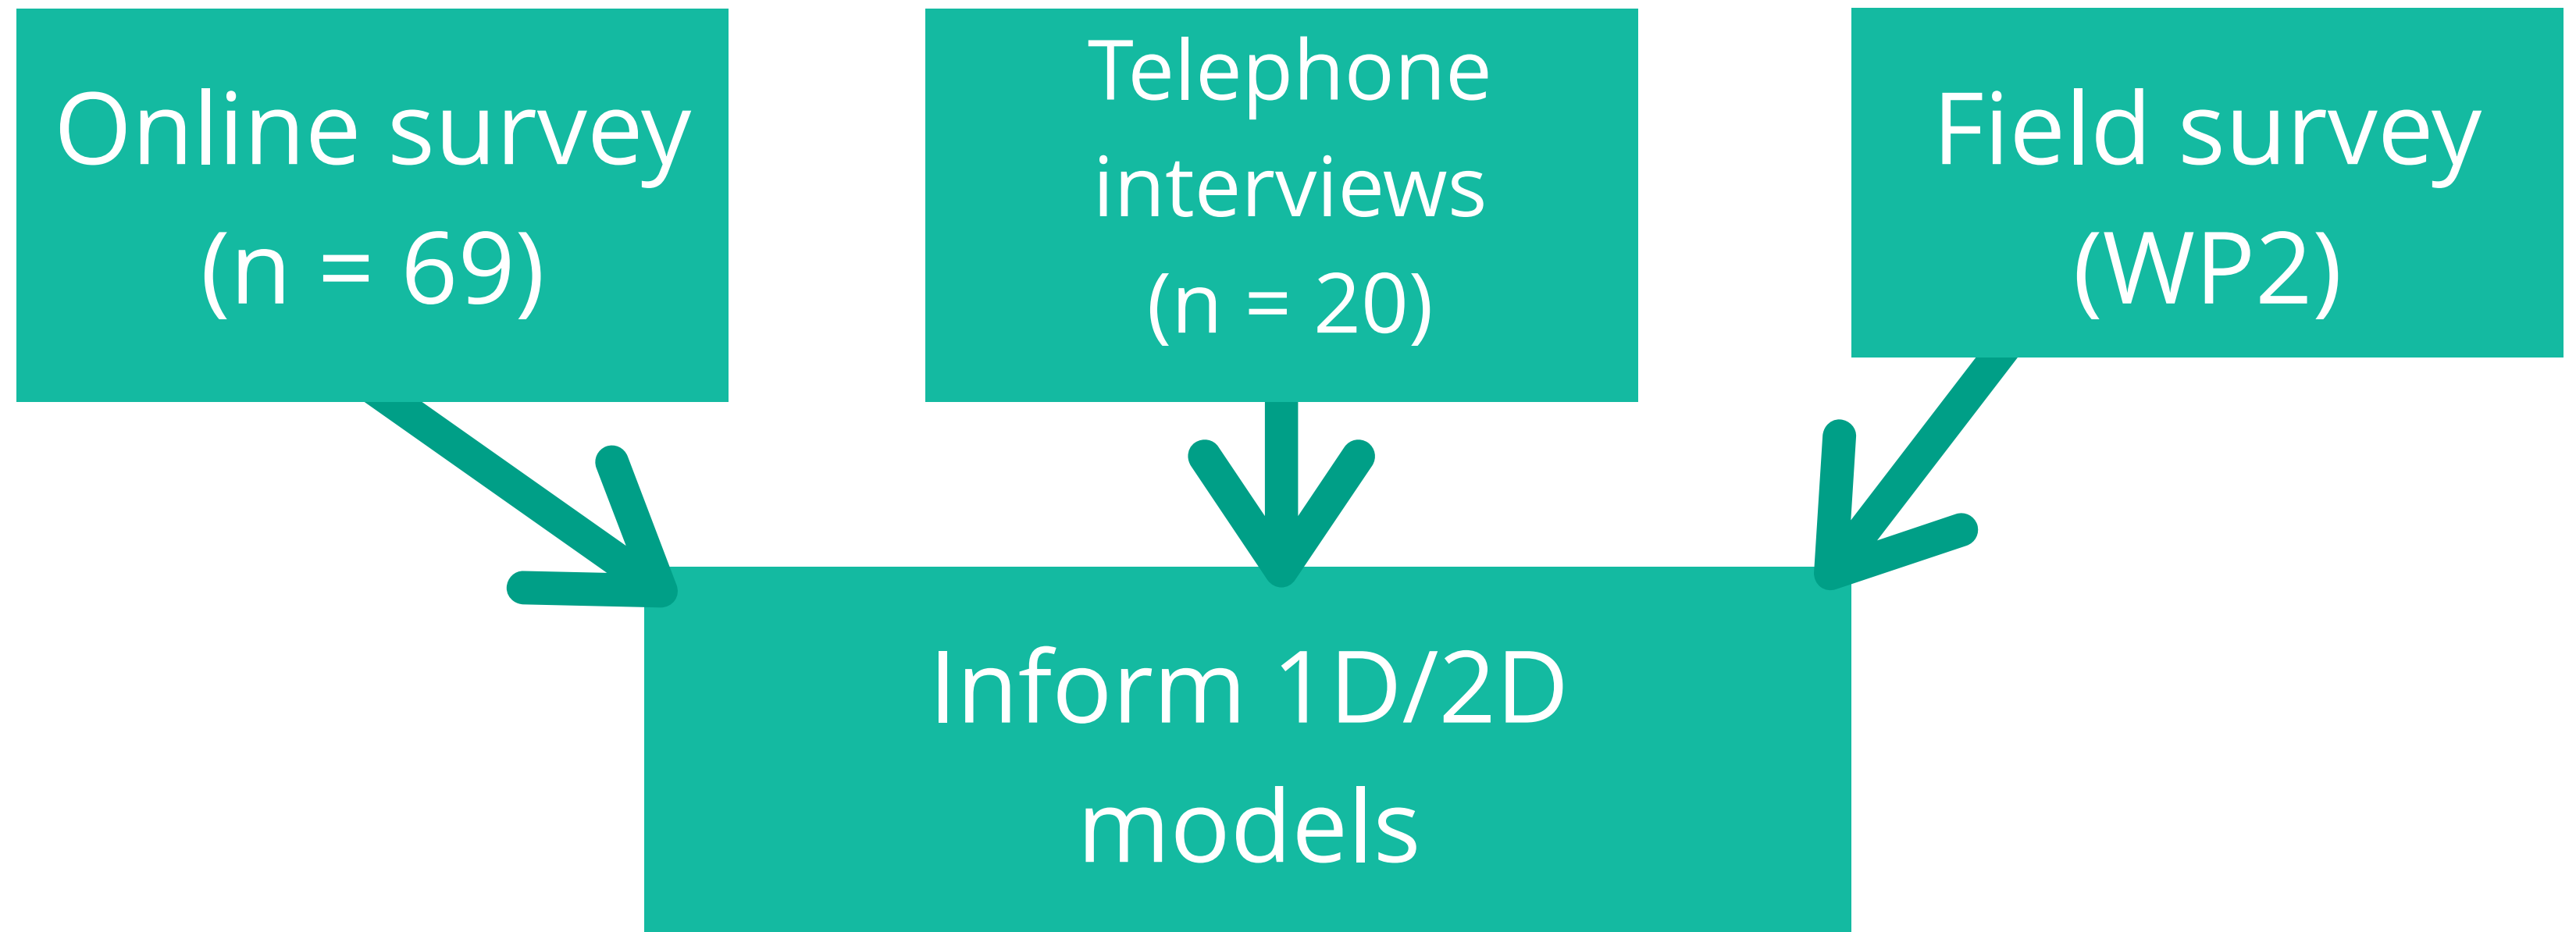 Online survey
(n = 69)
Telephone
interviews
(n = 20)
Field survey
(WP2)
Inform 1D/2D
models